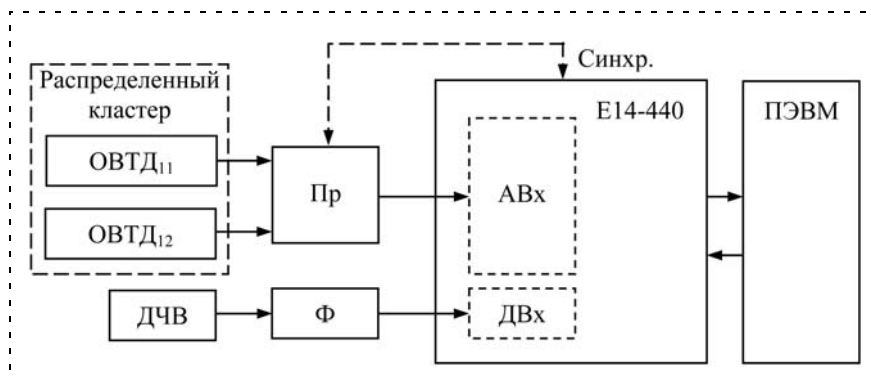 Синхр.
Распределенный
кластер
E14-440
ПЭВМ
ОВТД₁₁
Пр
АВх
ОВТД₁₂
ДЧВ
Ф
ДВх